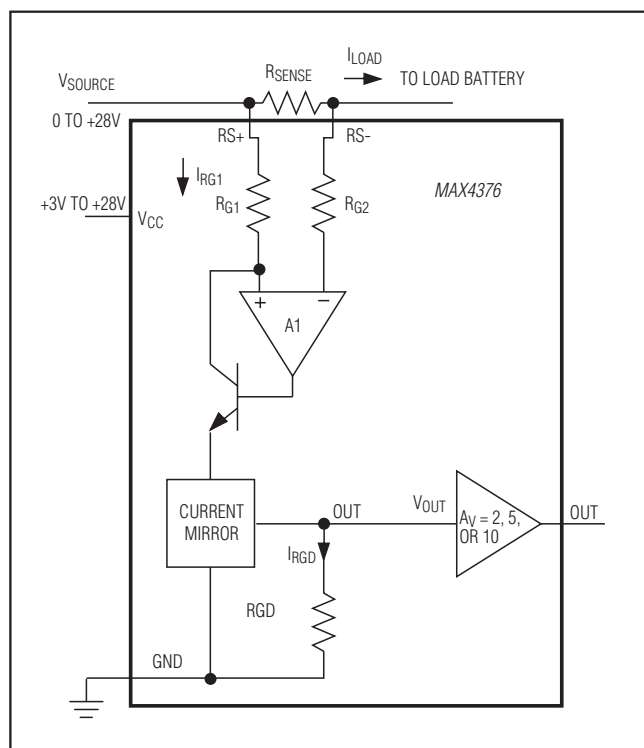 VSOURCE
RSENSE
ILOAD
TO LOAD BATTERY
0 TO +28V
RS+
RS-
IRG1
RG1
RG2
MAX4376
+3V TO +28V
VCC
+
−
A1
CURRENT
MIRROR
OUT
VOUT
AV = 2, 5,
OR 10
OUT
IRGD
RGD
GND